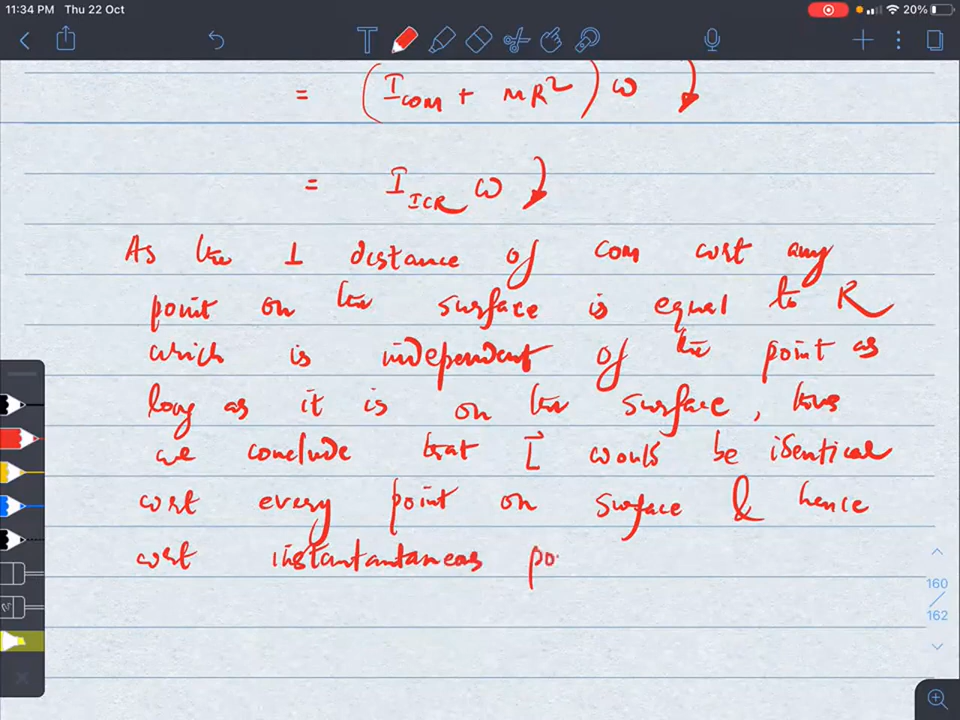 11:34 PM Thu 22 Oct 20%
= (I_COM + MR²) ω
= I_ICR ω
As the ⊥ distance of com wrt any
point on the surface is equal to R
which is independent of the point as
long as it is on the surface, thus
we conclude that L⃗ would be identical
wrt every point on surface & hence
wrt instantantaneos po
160
/
162